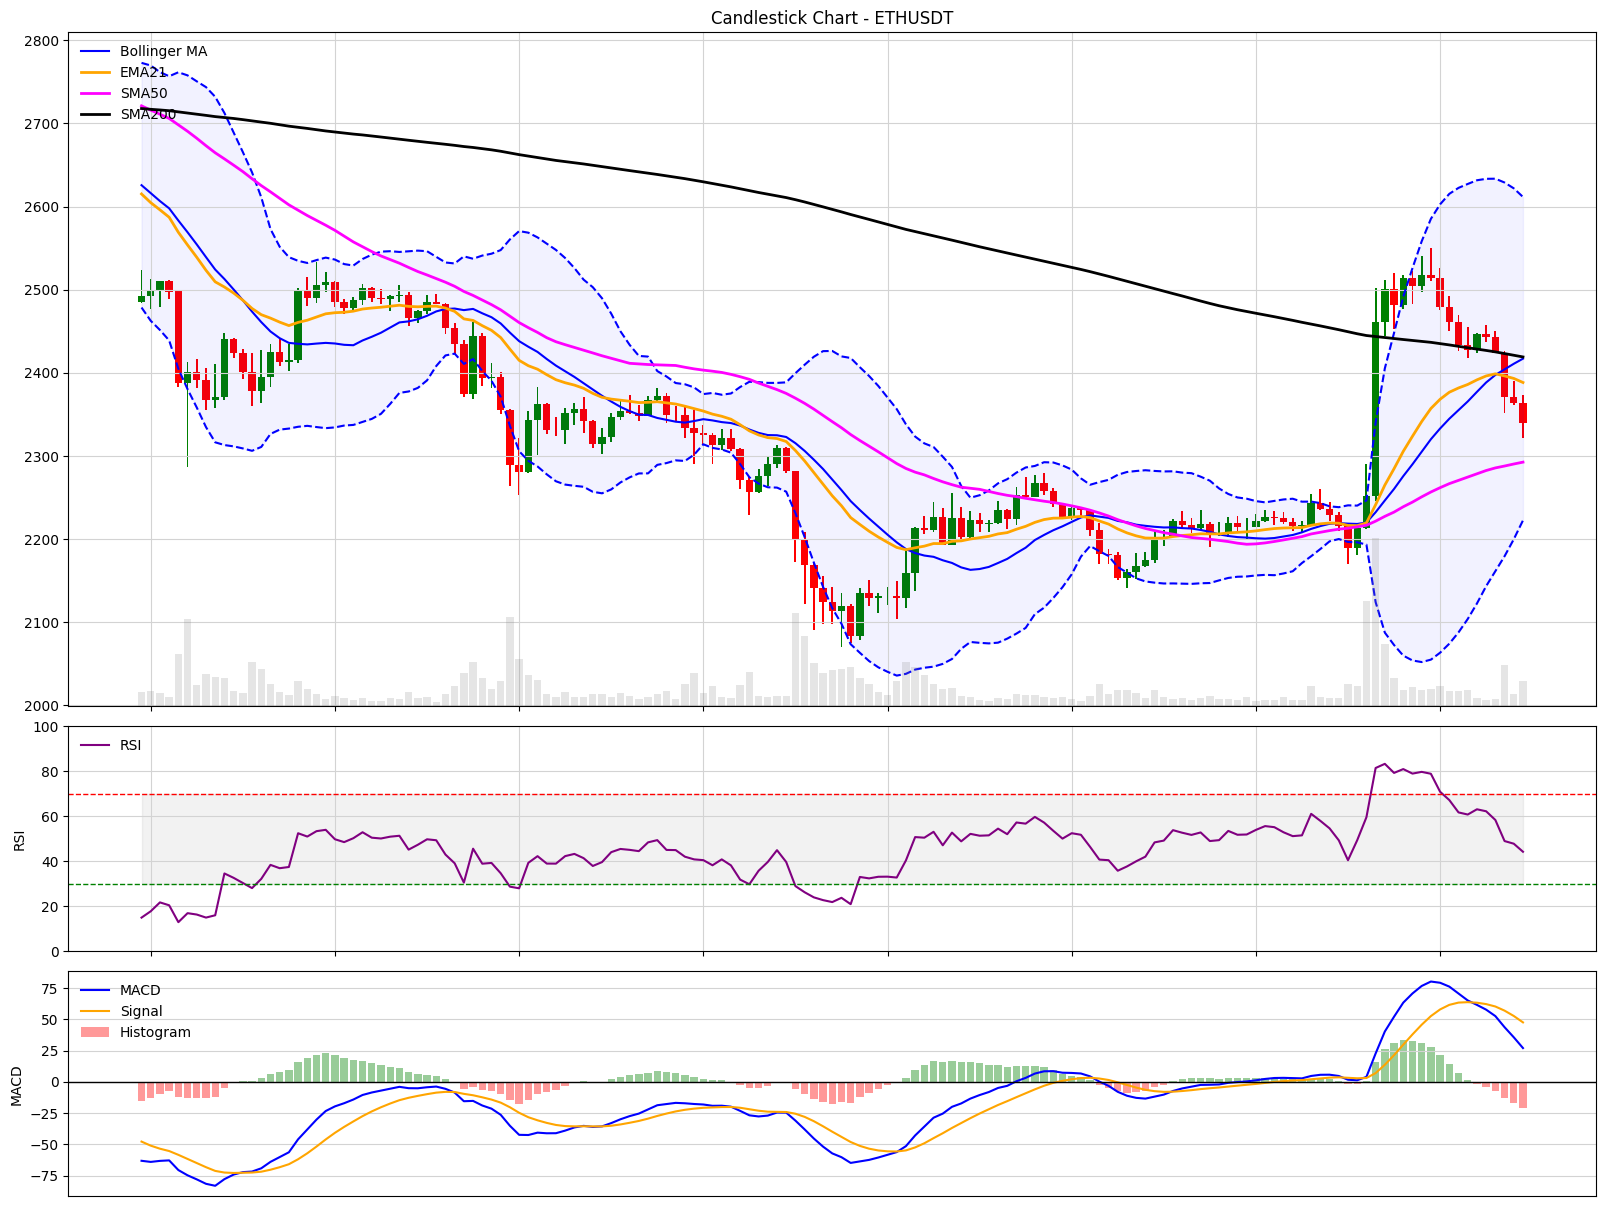 Candlestick Chart - ETHUSDT
2800
2700
2600
2500
2400
2300
2200
2100
2000
Bollinger MA
EMA21
SMA50
SMA200
100
80
60
40
20
0
RSI
RSI
75
50
25
0
−25
−50
−75
MACD
MACD
Signal
Histogram